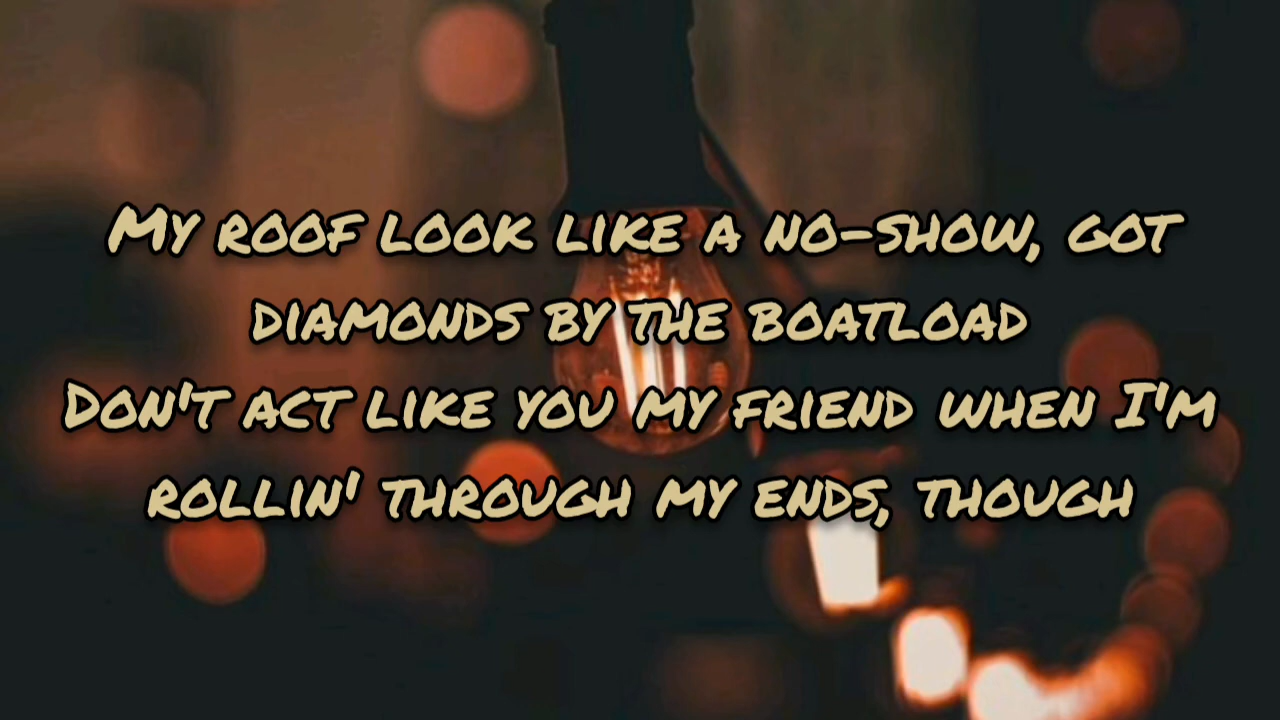 My roof look like a no-show, got
diamonds by the boatload
Don't act like you my friend when I'm
rollin' through my ends, though